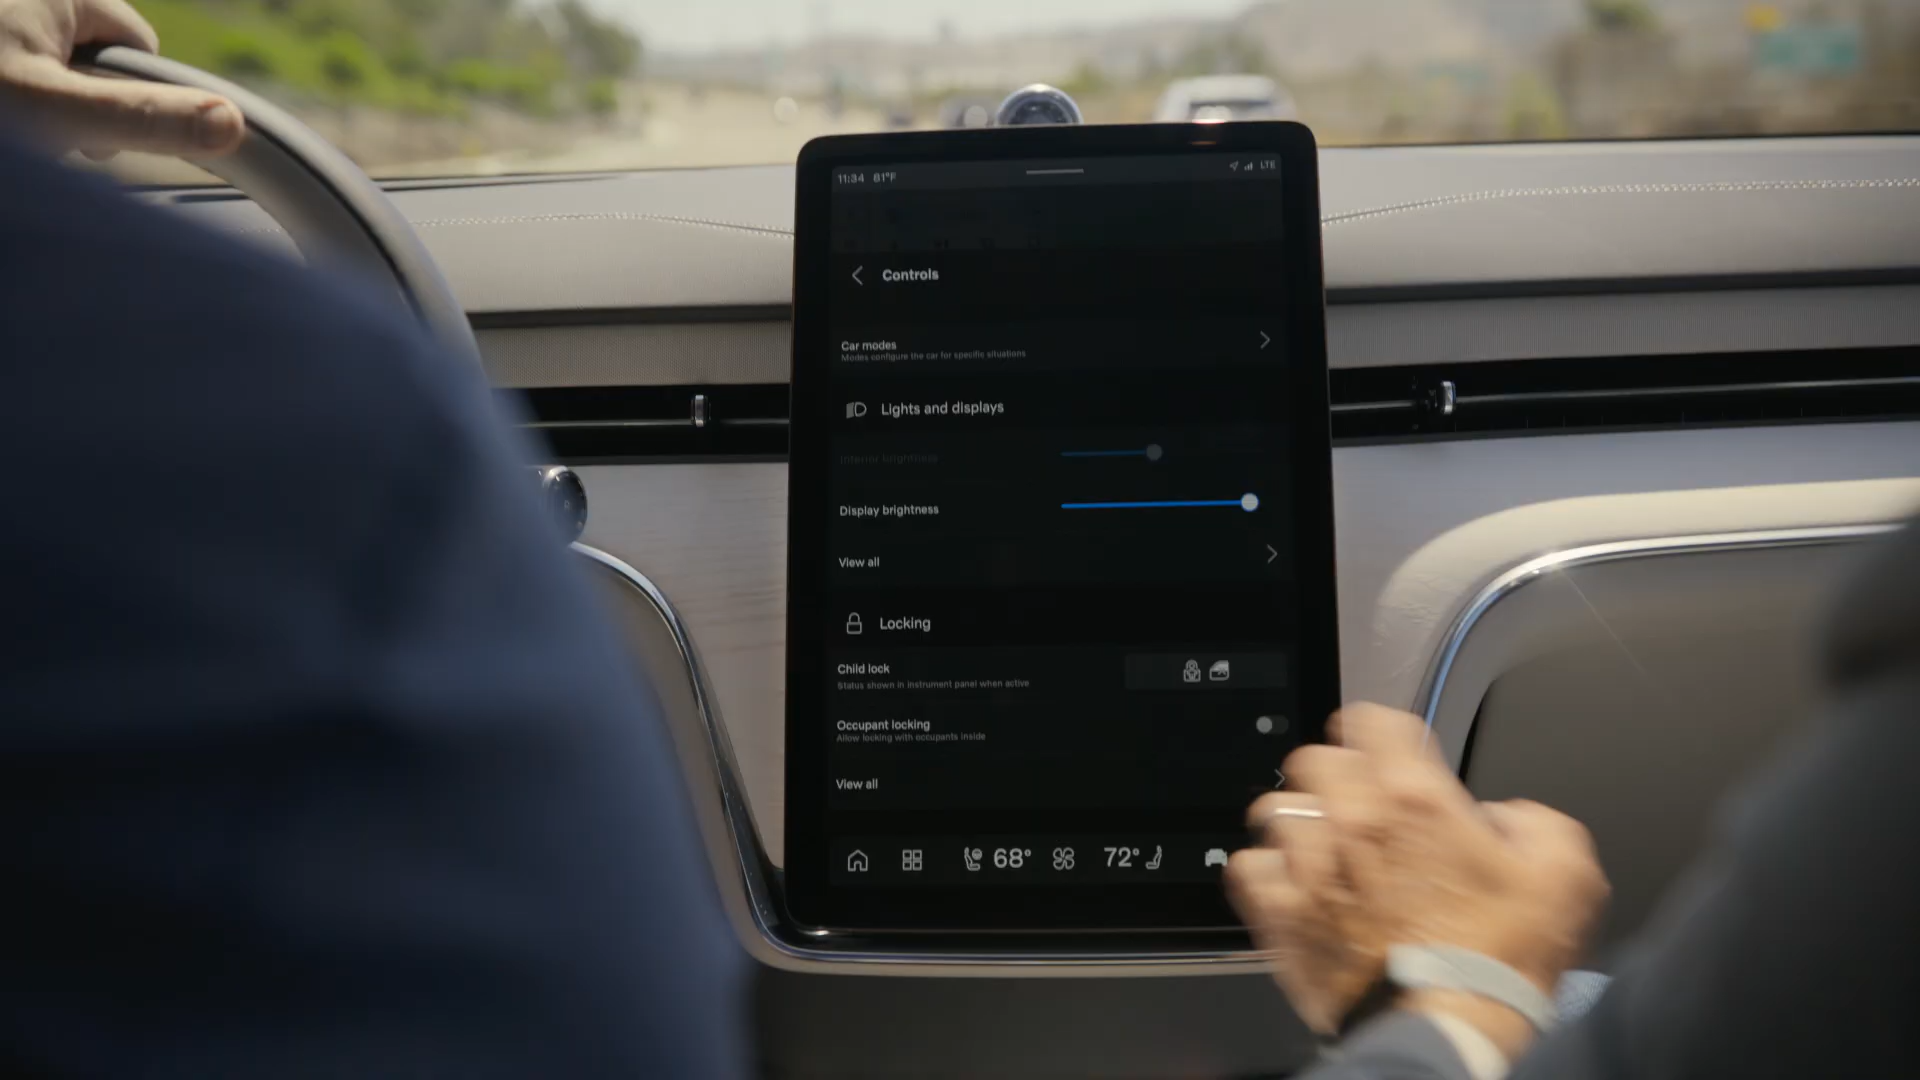 11:34 81°F
LTE
Controls
Car modes
Modes configure the car for specific situations
Lights and displays
Interior brightness
Display brightness
View all
Locking
Child lock
Status shown in instrument panel when active
Occupant locking
Allow locking with occupants inside
View all
68° 72°